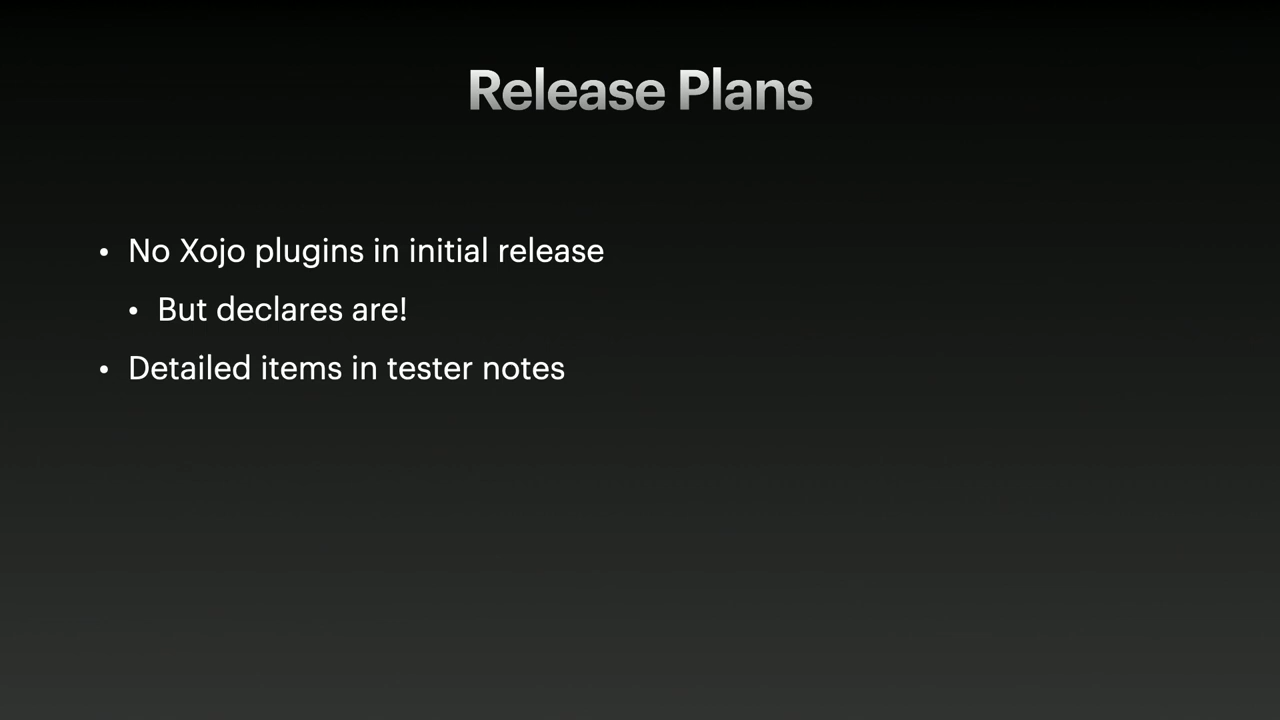 Release Plans
• No Xojo plugins in initial release
• But declares are!
• Detailed items in tester notes